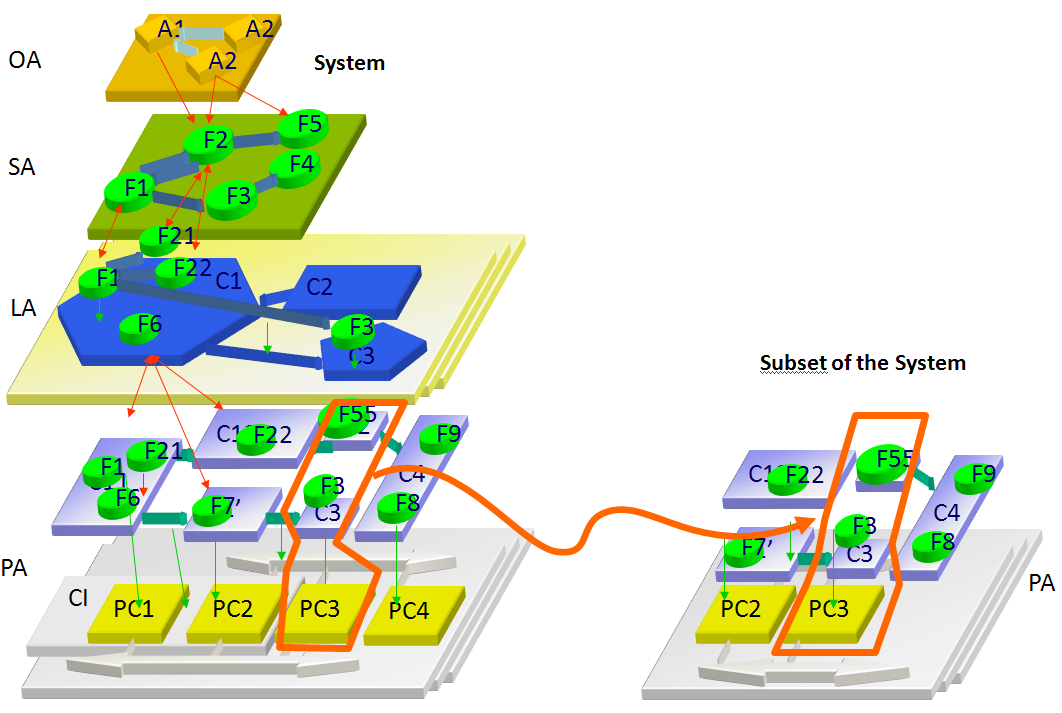 A1
A2
OA
A2
System
F5
F2
SA
F4
F1
F3
F21
F22
F1
C1
C2
LA
F6
F3
C3
Subset of the System
F55
C11
F22
F9
F21
F1
C4
F6
F3
F8
F7'
C3
PA
CI
PC1
PC2
PC3
PC4
F55
C11
F22
F9
C4
F3
F7'
C3
F8
PA
PC2
PC3